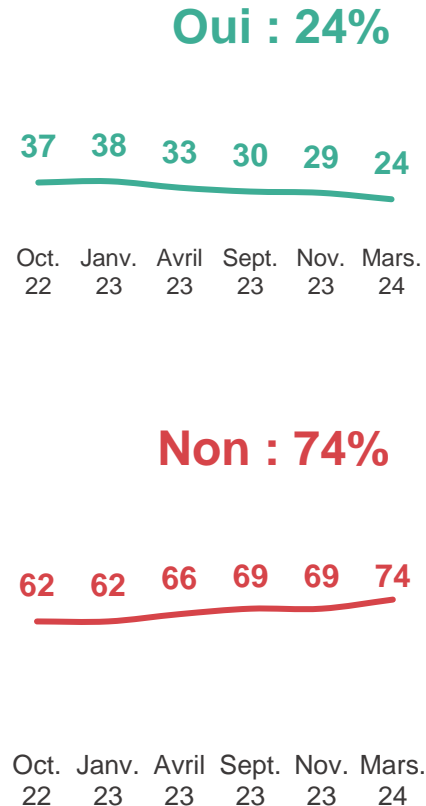 Oui : 24%
37 38 33 30 29 24
Oct. Janv. Avril Sept. Nov. Mars.
22 23 23 23 23 24
Non : 74%
62 62 66 69 69 74
Oct. Janv. Avril Sept. Nov. Mars.
22 23 23 23 23 24